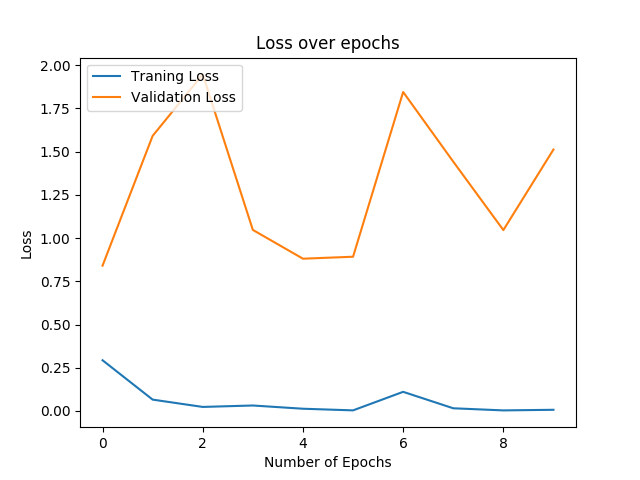 Loss over epochs
Traning Loss
Validation Loss
2.00
1.75
1.50
1.25
1.00
0.75
0.50
0.25
0.00
Loss
0 2 4 6 8
Number of Epochs